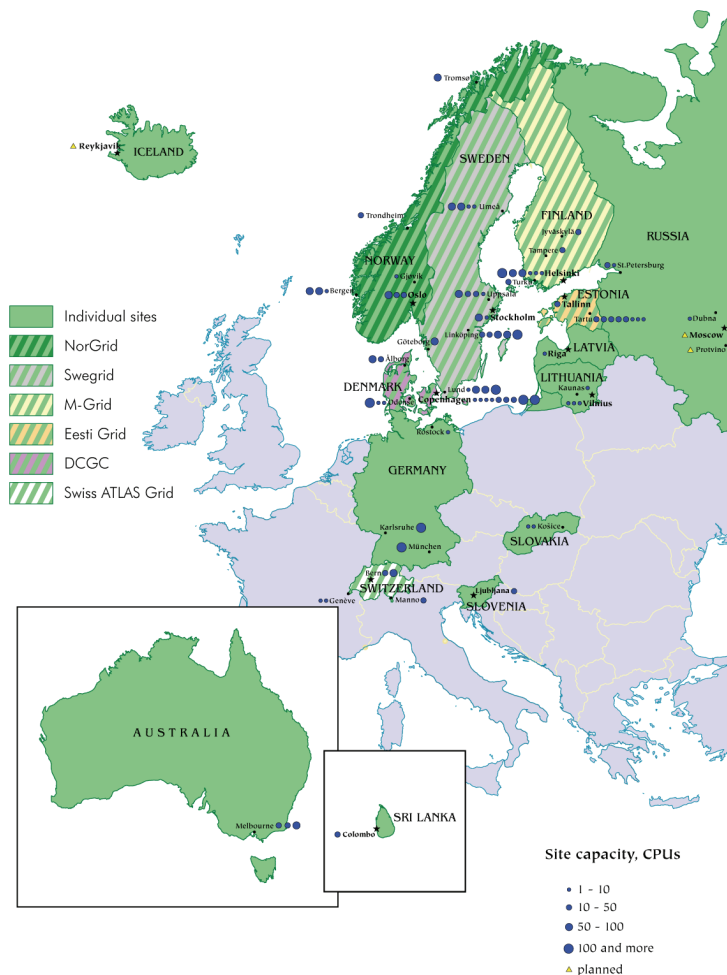 Tromsø
Reykjavik
ICELAND
SWEDEN
Umeå
Trondheim
FINLAND
Jyväskylä
RUSSIA
Tampere
NORWAY
Gjøvik
St.Petersburg
Helsinki
Turku
Bergen
Oslo
Uppsala
ESTONIA
Tallinn
Stockholm
Tartu
Dubna
Linköping
Moscow
Göteborg
Protvino
LATVIA
Riga
Ålborg
LITHUANIA
DENMARK
Lund
Kaunas
Odense
Copenhagen
Vilnius
Rostock
GERMANY
Karlsruhe
Košice
SLOVAKIA
München
Bern
SWITZERLAND
Ljubljana
Genève
Manno
SLOVENIA
Individual sites
NorGrid
Swegrid
M-Grid
Eesti Grid
DCGC
Swiss ATLAS Grid
AUSTRALIA
Melbourne
SRI LANKA
Colombo
Site capacity, CPUs
1 - 10
10 - 50
50 - 100
100 and more
planned